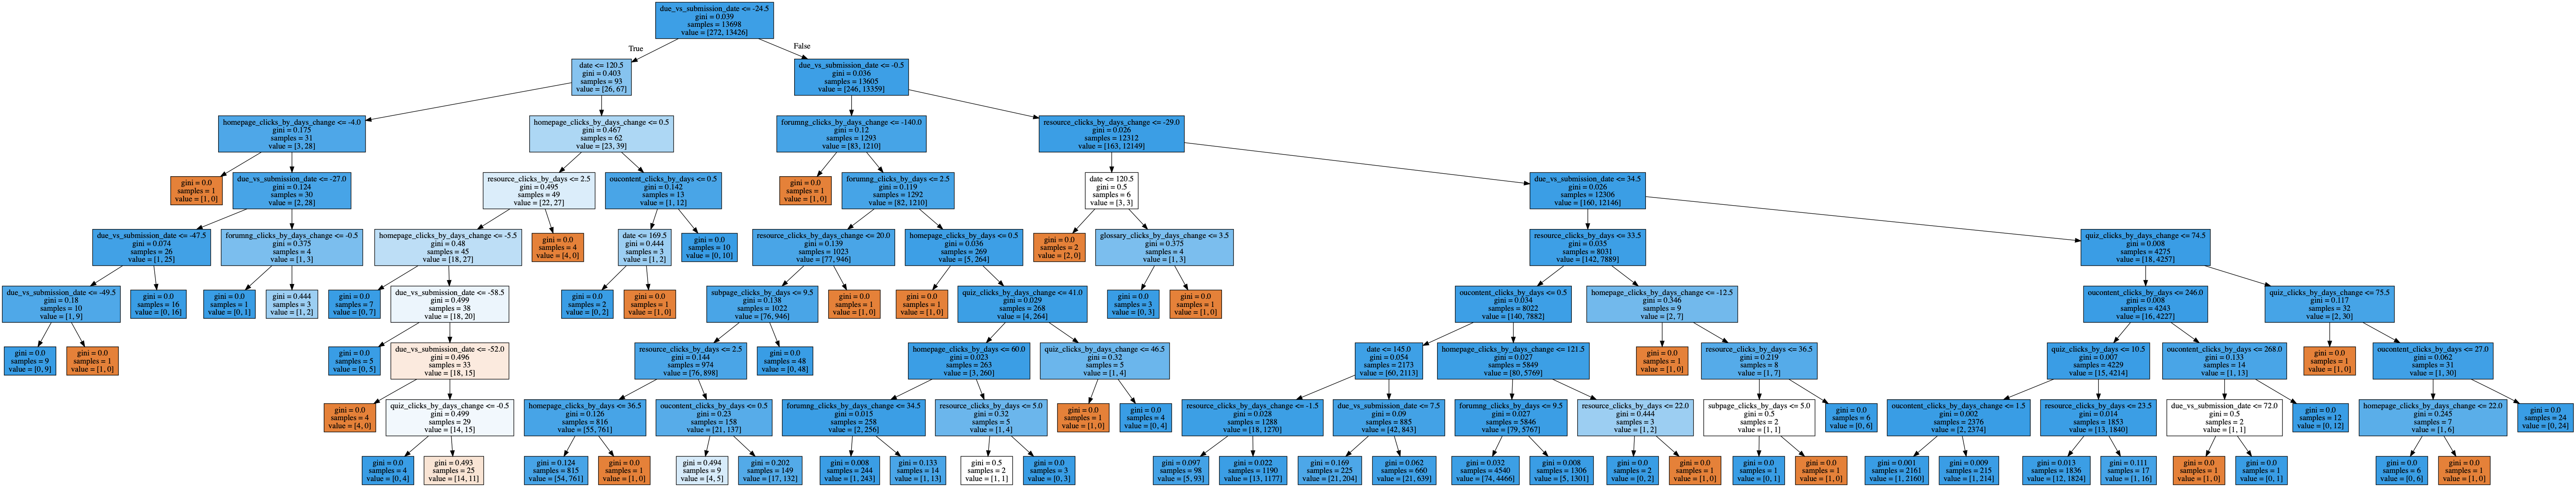 due_vs_submission_date <= -24.5
gini = 0.039
samples = 13698
value = [272, 13426]
True
False
date <= 120.5
gini = 0.403
samples = 93
value = [26, 67]
due_vs_submission_date <= -0.5
gini = 0.036
samples = 13605
value = [246, 13359]
homepage_clicks_by_days_change <= -4.0
gini = 0.175
samples = 31
value = [3, 28]
homepage_clicks_by_days_change <= 0.5
gini = 0.467
samples = 62
value = [23, 39]
forumng_clicks_by_days_change <= -140.0
gini = 0.12
samples = 1293
value = [83, 1210]
resource_clicks_by_days_change <= -29.0
gini = 0.026
samples = 12312
value = [163, 12149]
gini = 0.0
samples = 1
value = [1, 0]
due_vs_submission_date <= -27.0
gini = 0.124
samples = 30
value = [2, 28]
resource_clicks_by_days <= 2.5
gini = 0.495
samples = 49
value = [22, 27]
oucontent_clicks_by_days <= 0.5
gini = 0.142
samples = 13
value = [1, 12]
gini = 0.0
samples = 1
value = [1, 0]
forumng_clicks_by_days <= 2.5
gini = 0.119
samples = 1292
value = [82, 1210]
date <= 120.5
gini = 0.5
samples = 6
value = [3, 3]
due_vs_submission_date <= 34.5
gini = 0.026
samples = 12306
value = [160, 12146]
due_vs_submission_date <= -47.5
gini = 0.074
samples = 26
value = [1, 25]
forumng_clicks_by_days_change <= -0.5
gini = 0.375
samples = 4
value = [1, 3]
homepage_clicks_by_days_change <= -5.5
gini = 0.48
samples = 45
value = [18, 27]
gini = 0.0
samples = 4
value = [4, 0]
date <= 169.5
gini = 0.444
samples = 3
value = [1, 2]
gini = 0.0
samples = 10
value = [0, 10]
resource_clicks_by_days_change <= 20.0
gini = 0.139
samples = 1023
value = [77, 946]
homepage_clicks_by_days <= 0.5
gini = 0.036
samples = 269
value = [5, 264]
gini = 0.0
samples = 2
value = [2, 0]
glossary_clicks_by_days_change <= 3.5
gini = 0.375
samples = 4
value = [1, 3]
resource_clicks_by_days <= 33.5
gini = 0.035
samples = 8031
value = [142, 7889]
quiz_clicks_by_days_change <= 74.5
gini = 0.008
samples = 4275
value = [18, 4257]
due_vs_submission_date <= -49.5
gini = 0.18
samples = 10
value = [1, 9]
gini = 0.0
samples = 16
value = [0, 16]
gini = 0.0
samples = 1
value = [0, 1]
gini = 0.444
samples = 3
value = [1, 2]
gini = 0.0
samples = 7
value = [0, 7]
due_vs_submission_date <= -58.5
gini = 0.499
samples = 38
value = [18, 20]
gini = 0.0
samples = 2
value = [0, 2]
gini = 0.0
samples = 1
value = [1, 0]
subpage_clicks_by_days <= 9.5
gini = 0.138
samples = 1022
value = [76, 946]
gini = 0.0
samples = 1
value = [1, 0]
gini = 0.0
samples = 1
value = [1, 0]
quiz_clicks_by_days_change <= 41.0
gini = 0.029
samples = 268
value = [4, 264]
gini = 0.0
samples = 3
value = [0, 3]
gini = 0.0
samples = 1
value = [1, 0]
oucontent_clicks_by_days <= 0.5
gini = 0.034
samples = 8022
value = [140, 7882]
homepage_clicks_by_days_change <= -12.5
gini = 0.346
samples = 9
value = [2, 7]
oucontent_clicks_by_days <= 246.0
gini = 0.008
samples = 4243
value = [16, 4227]
quiz_clicks_by_days_change <= 75.5
gini = 0.117
samples = 32
value = [2, 30]
gini = 0.0
samples = 9
value = [0, 9]
gini = 0.0
samples = 1
value = [1, 0]
gini = 0.0
samples = 5
value = [0, 5]
due_vs_submission_date <= -52.0
gini = 0.496
samples = 33
value = [18, 15]
resource_clicks_by_days <= 2.5
gini = 0.144
samples = 974
value = [76, 898]
gini = 0.0
samples = 48
value = [0, 48]
homepage_clicks_by_days <= 60.0
gini = 0.023
samples = 263
value = [3, 260]
quiz_clicks_by_days_change <= 46.5
gini = 0.32
samples = 5
value = [1, 4]
date <= 145.0
gini = 0.054
samples = 2173
value = [60, 2113]
homepage_clicks_by_days_change <= 121.5
gini = 0.027
samples = 5849
value = [80, 5769]
gini = 0.0
samples = 1
value = [1, 0]
resource_clicks_by_days <= 36.5
gini = 0.219
samples = 8
value = [1, 7]
quiz_clicks_by_days <= 10.5
gini = 0.007
samples = 4229
value = [15, 4214]
oucontent_clicks_by_days <= 268.0
gini = 0.133
samples = 14
value = [1, 13]
gini = 0.0
samples = 1
value = [1, 0]
oucontent_clicks_by_days <= 27.0
gini = 0.062
samples = 31
value = [1, 30]
gini = 0.0
samples = 4
value = [4, 0]
quiz_clicks_by_days_change <= -0.5
gini = 0.499
samples = 29
value = [14, 15]
homepage_clicks_by_days <= 36.5
gini = 0.126
samples = 816
value = [55, 761]
oucontent_clicks_by_days <= 0.5
gini = 0.23
samples = 158
value = [21, 137]
forumng_clicks_by_days_change <= 34.5
gini = 0.015
samples = 258
value = [2, 256]
resource_clicks_by_days <= 5.0
gini = 0.32
samples = 5
value = [1, 4]
gini = 0.0
samples = 1
value = [1, 0]
gini = 0.0
samples = 4
value = [0, 4]
resource_clicks_by_days_change <= -1.5
gini = 0.028
samples = 1288
value = [18, 1270]
due_vs_submission_date <= 7.5
gini = 0.09
samples = 885
value = [42, 843]
forumng_clicks_by_days <= 9.5
gini = 0.027
samples = 5846
value = [79, 5767]
resource_clicks_by_days <= 22.0
gini = 0.444
samples = 3
value = [1, 2]
subpage_clicks_by_days <= 5.0
gini = 0.5
samples = 2
value = [1, 1]
gini = 0.0
samples = 6
value = [0, 6]
oucontent_clicks_by_days_change <= 1.5
gini = 0.002
samples = 2376
value = [2, 2374]
resource_clicks_by_days <= 23.5
gini = 0.014
samples = 1853
value = [13, 1840]
due_vs_submission_date <= 72.0
gini = 0.5
samples = 2
value = [1, 1]
gini = 0.0
samples = 12
value = [0, 12]
homepage_clicks_by_days_change <= 22.0
gini = 0.245
samples = 7
value = [1, 6]
gini = 0.0
samples = 24
value = [0, 24]
gini = 0.0
samples = 4
value = [0, 4]
gini = 0.493
samples = 25
value = [14, 11]
gini = 0.124
samples = 815
value = [54, 761]
gini = 0.0
samples = 1
value = [1, 0]
gini = 0.494
samples = 9
value = [4, 5]
gini = 0.202
samples = 149
value = [17, 132]
gini = 0.008
samples = 244
value = [1, 243]
gini = 0.133
samples = 14
value = [1, 13]
gini = 0.5
samples = 2
value = [1, 1]
gini = 0.0
samples = 3
value = [0, 3]
gini = 0.097
samples = 98
value = [5, 93]
gini = 0.022
samples = 1190
value = [13, 1177]
gini = 0.169
samples = 225
value = [21, 204]
gini = 0.062
samples = 660
value = [21, 639]
gini = 0.032
samples = 4540
value = [74, 4466]
gini = 0.008
samples = 1306
value = [5, 1301]
gini = 0.0
samples = 2
value = [0, 2]
gini = 0.0
samples = 1
value = [1, 0]
gini = 0.0
samples = 1
value = [0, 1]
gini = 0.0
samples = 1
value = [1, 0]
gini = 0.001
samples = 2161
value = [1, 2160]
gini = 0.009
samples = 215
value = [1, 214]
gini = 0.013
samples = 1836
value = [12, 1824]
gini = 0.111
samples = 17
value = [1, 16]
gini = 0.0
samples = 1
value = [1, 0]
gini = 0.0
samples = 1
value = [0, 1]
gini = 0.0
samples = 6
value = [0, 6]
gini = 0.0
samples = 1
value = [1, 0]